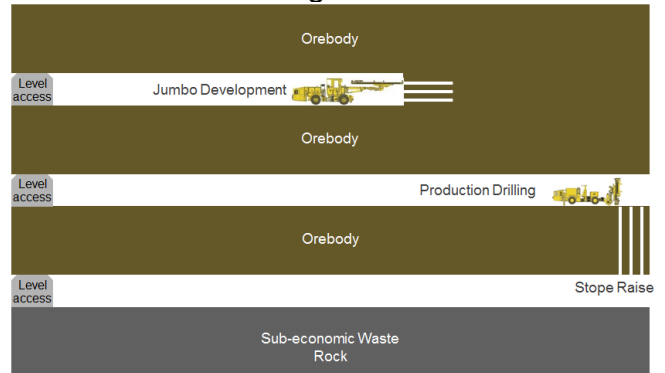 Orebody
Level
access
Jumbo Development
Orebody
Level
access
Production Drilling
Orebody
Level
access
Stope Raise
Sub-economic Waste
Rock